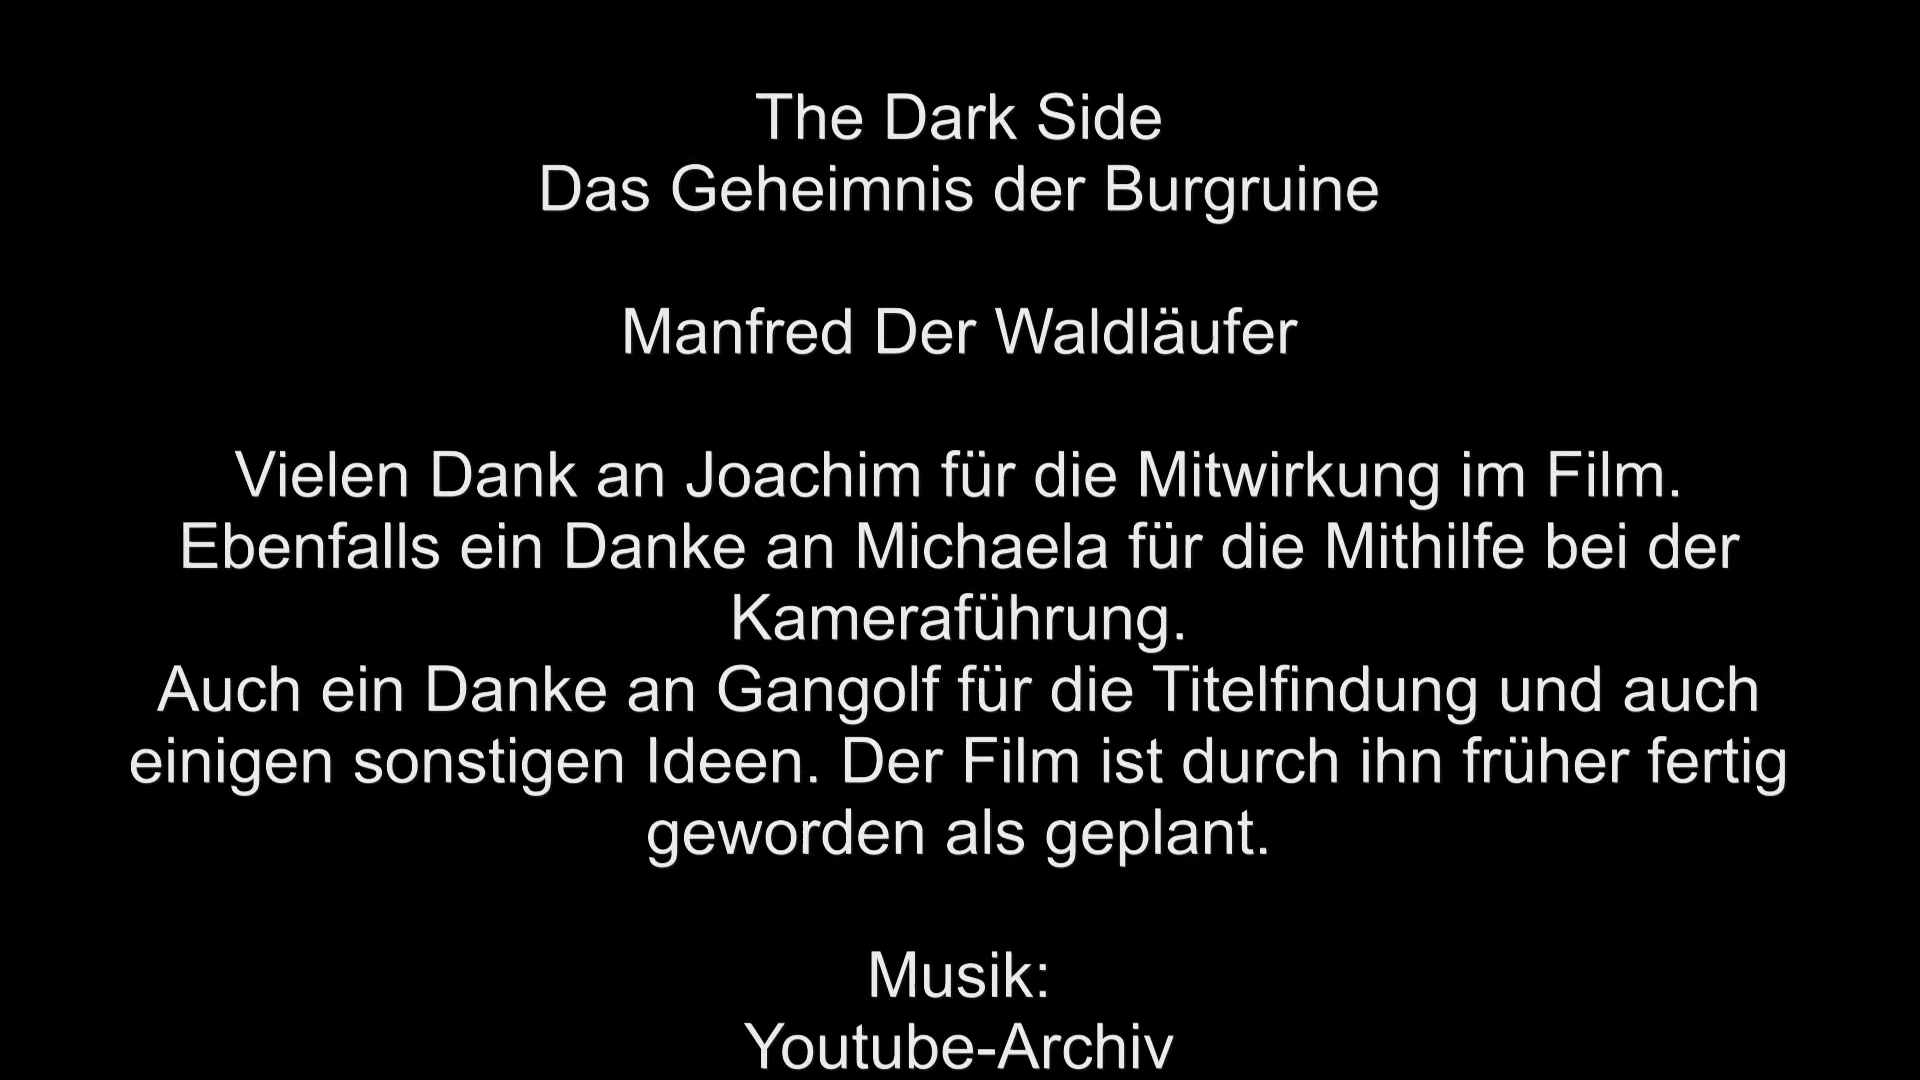 The Dark Side
Das Geheimnis der Burgruine
Manfred Der Waldläufer
Vielen Dank an Joachim für die Mitwirkung im Film.
Ebenfalls ein Danke an Michaela für die Mithilfe bei der
Kameraführung.
Auch ein Danke an Gangolf für die Titelfindung und auch
einigen sonstigen Ideen. Der Film ist durch ihn früher fertig
geworden als geplant.
Musik:
Youtube-Archiv